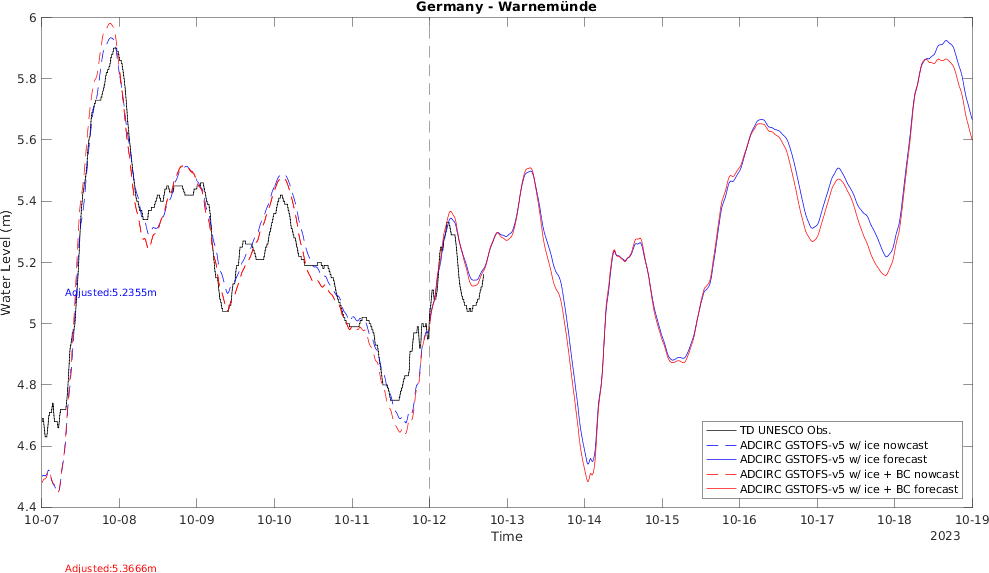 Germany - Warnemünde
Water Level (m)
6
5.8
5.6
5.4
5.2
5
4.8
4.6
4.4
Adjusted:5.2355m
TD UNESCO Obs.
ADCIRC GSTOFS-v5 w/ ice nowcast
ADCIRC GSTOFS-v5 w/ ice forecast
ADCIRC GSTOFS-v5 w/ ice + BC nowcast
ADCIRC GSTOFS-v5 w/ ice + BC forecast
10-07 10-08 10-09 10-10 10-11 10-12 10-13 10-14 10-15 10-16 10-17 10-18 10-19
Time
2023
Adjusted:5.3666m